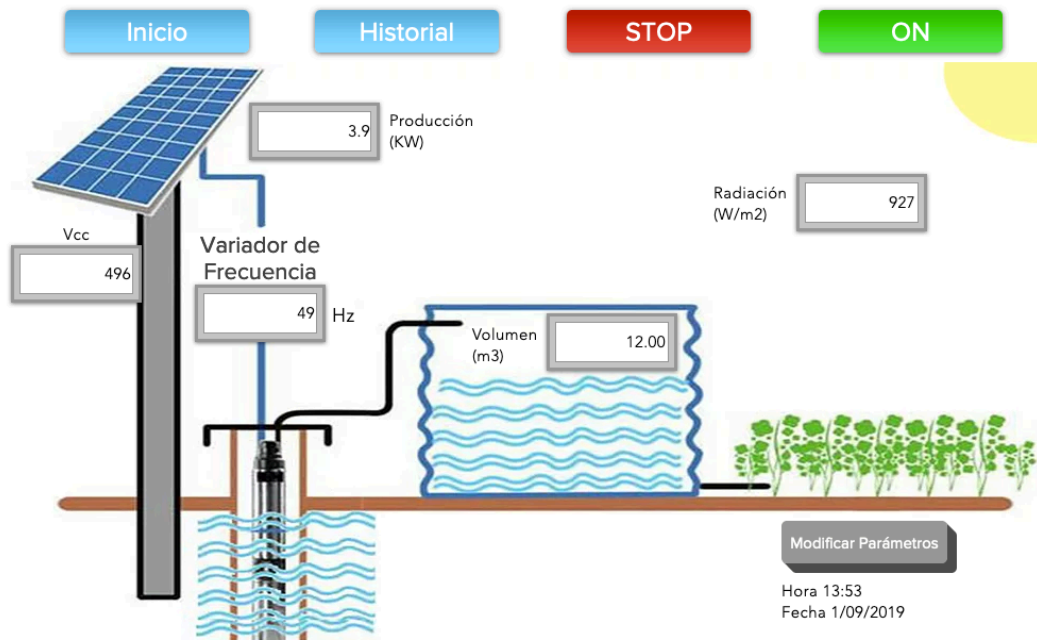 Inicio
Historial
STOP
ON
3.9
Producción
(KW)
Radiación
(W/m2)
927
Vcc
496
Variador de
Frecuencia
49
Hz
Volumen
(m3)
12.00
Modificar Parámetros
Hora 13:53
Fecha 1/09/2019